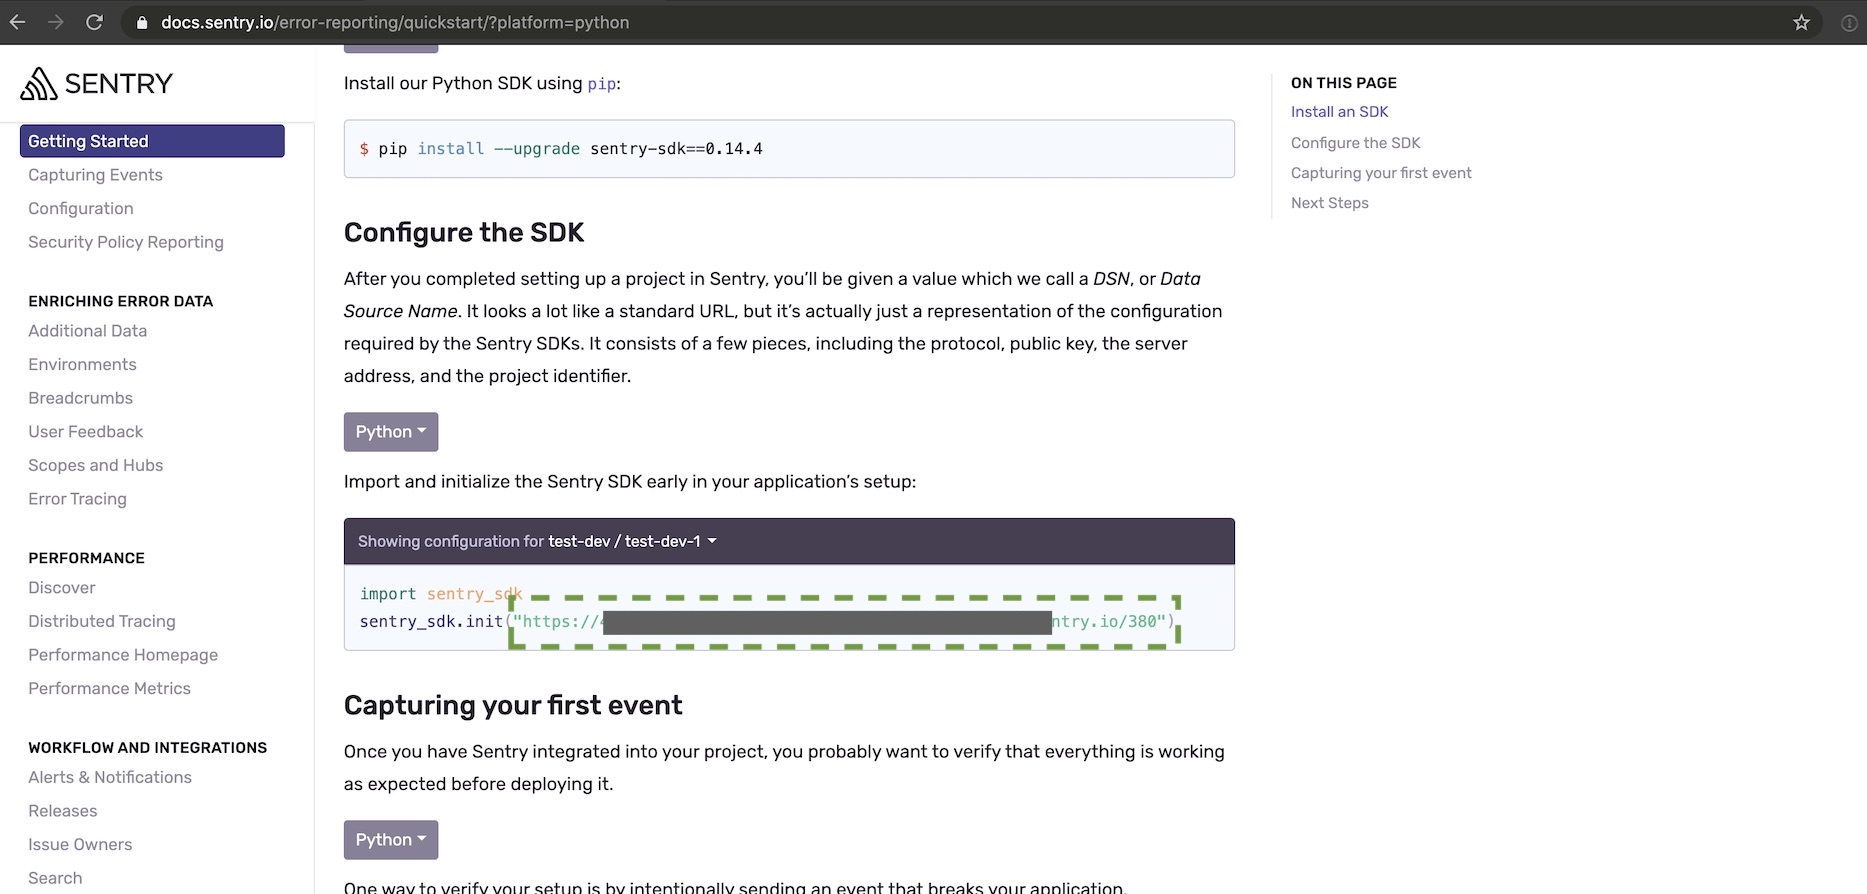 docs.sentry.io/error-reporting/quickstart/?platform=python
SENTRY
Getting Started
Capturing Events
Configuration
Security Policy Reporting
ENRICHING ERROR DATA
Additional Data
Environments
Breadcrumbs
User Feedback
Scopes and Hubs
Error Tracing
PERFORMANCE
Discover
Distributed Tracing
Performance Homepage
Performance Metrics
WORKFLOW AND INTEGRATIONS
Alerts & Notifications
Releases
Issue Owners
Search
Install our Python SDK using pip:
$ pip install --upgrade sentry-sdk==0.14.4
Configure the SDK
After you completed setting up a project in Sentry, you’ll be given a value which we call a DSN, or Data
Source Name. It looks a lot like a standard URL, but it’s actually just a representation of the configuration
required by the Sentry SDKs. It consists of a few pieces, including the protocol, public key, the server
address, and the project identifier.
Python
Import and initialize the Sentry SDK early in your application’s setup:
Showing configuration for test-dev / test-dev-1
import sentry_sdk
sentry_sdk.init("https:// ntry.io/380")
Capturing your first event
Once you have Sentry integrated into your project, you probably want to verify that everything is working
as expected before deploying it.
Python
One way to verify your setup is by intentionally sending an event that breaks your application.
ON THIS PAGE
Install an SDK
Configure the SDK
Capturing your first event
Next Steps